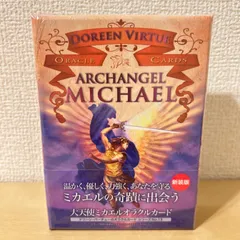 DOREEN VIRTUE
ORACLE CARDS
ARCHANGEL
MICHAEL
温かく、優しく、力強く、あなたを守る
新装版
ミカエルの奇蹟に出会う
大天使ミカエルオラクルカード